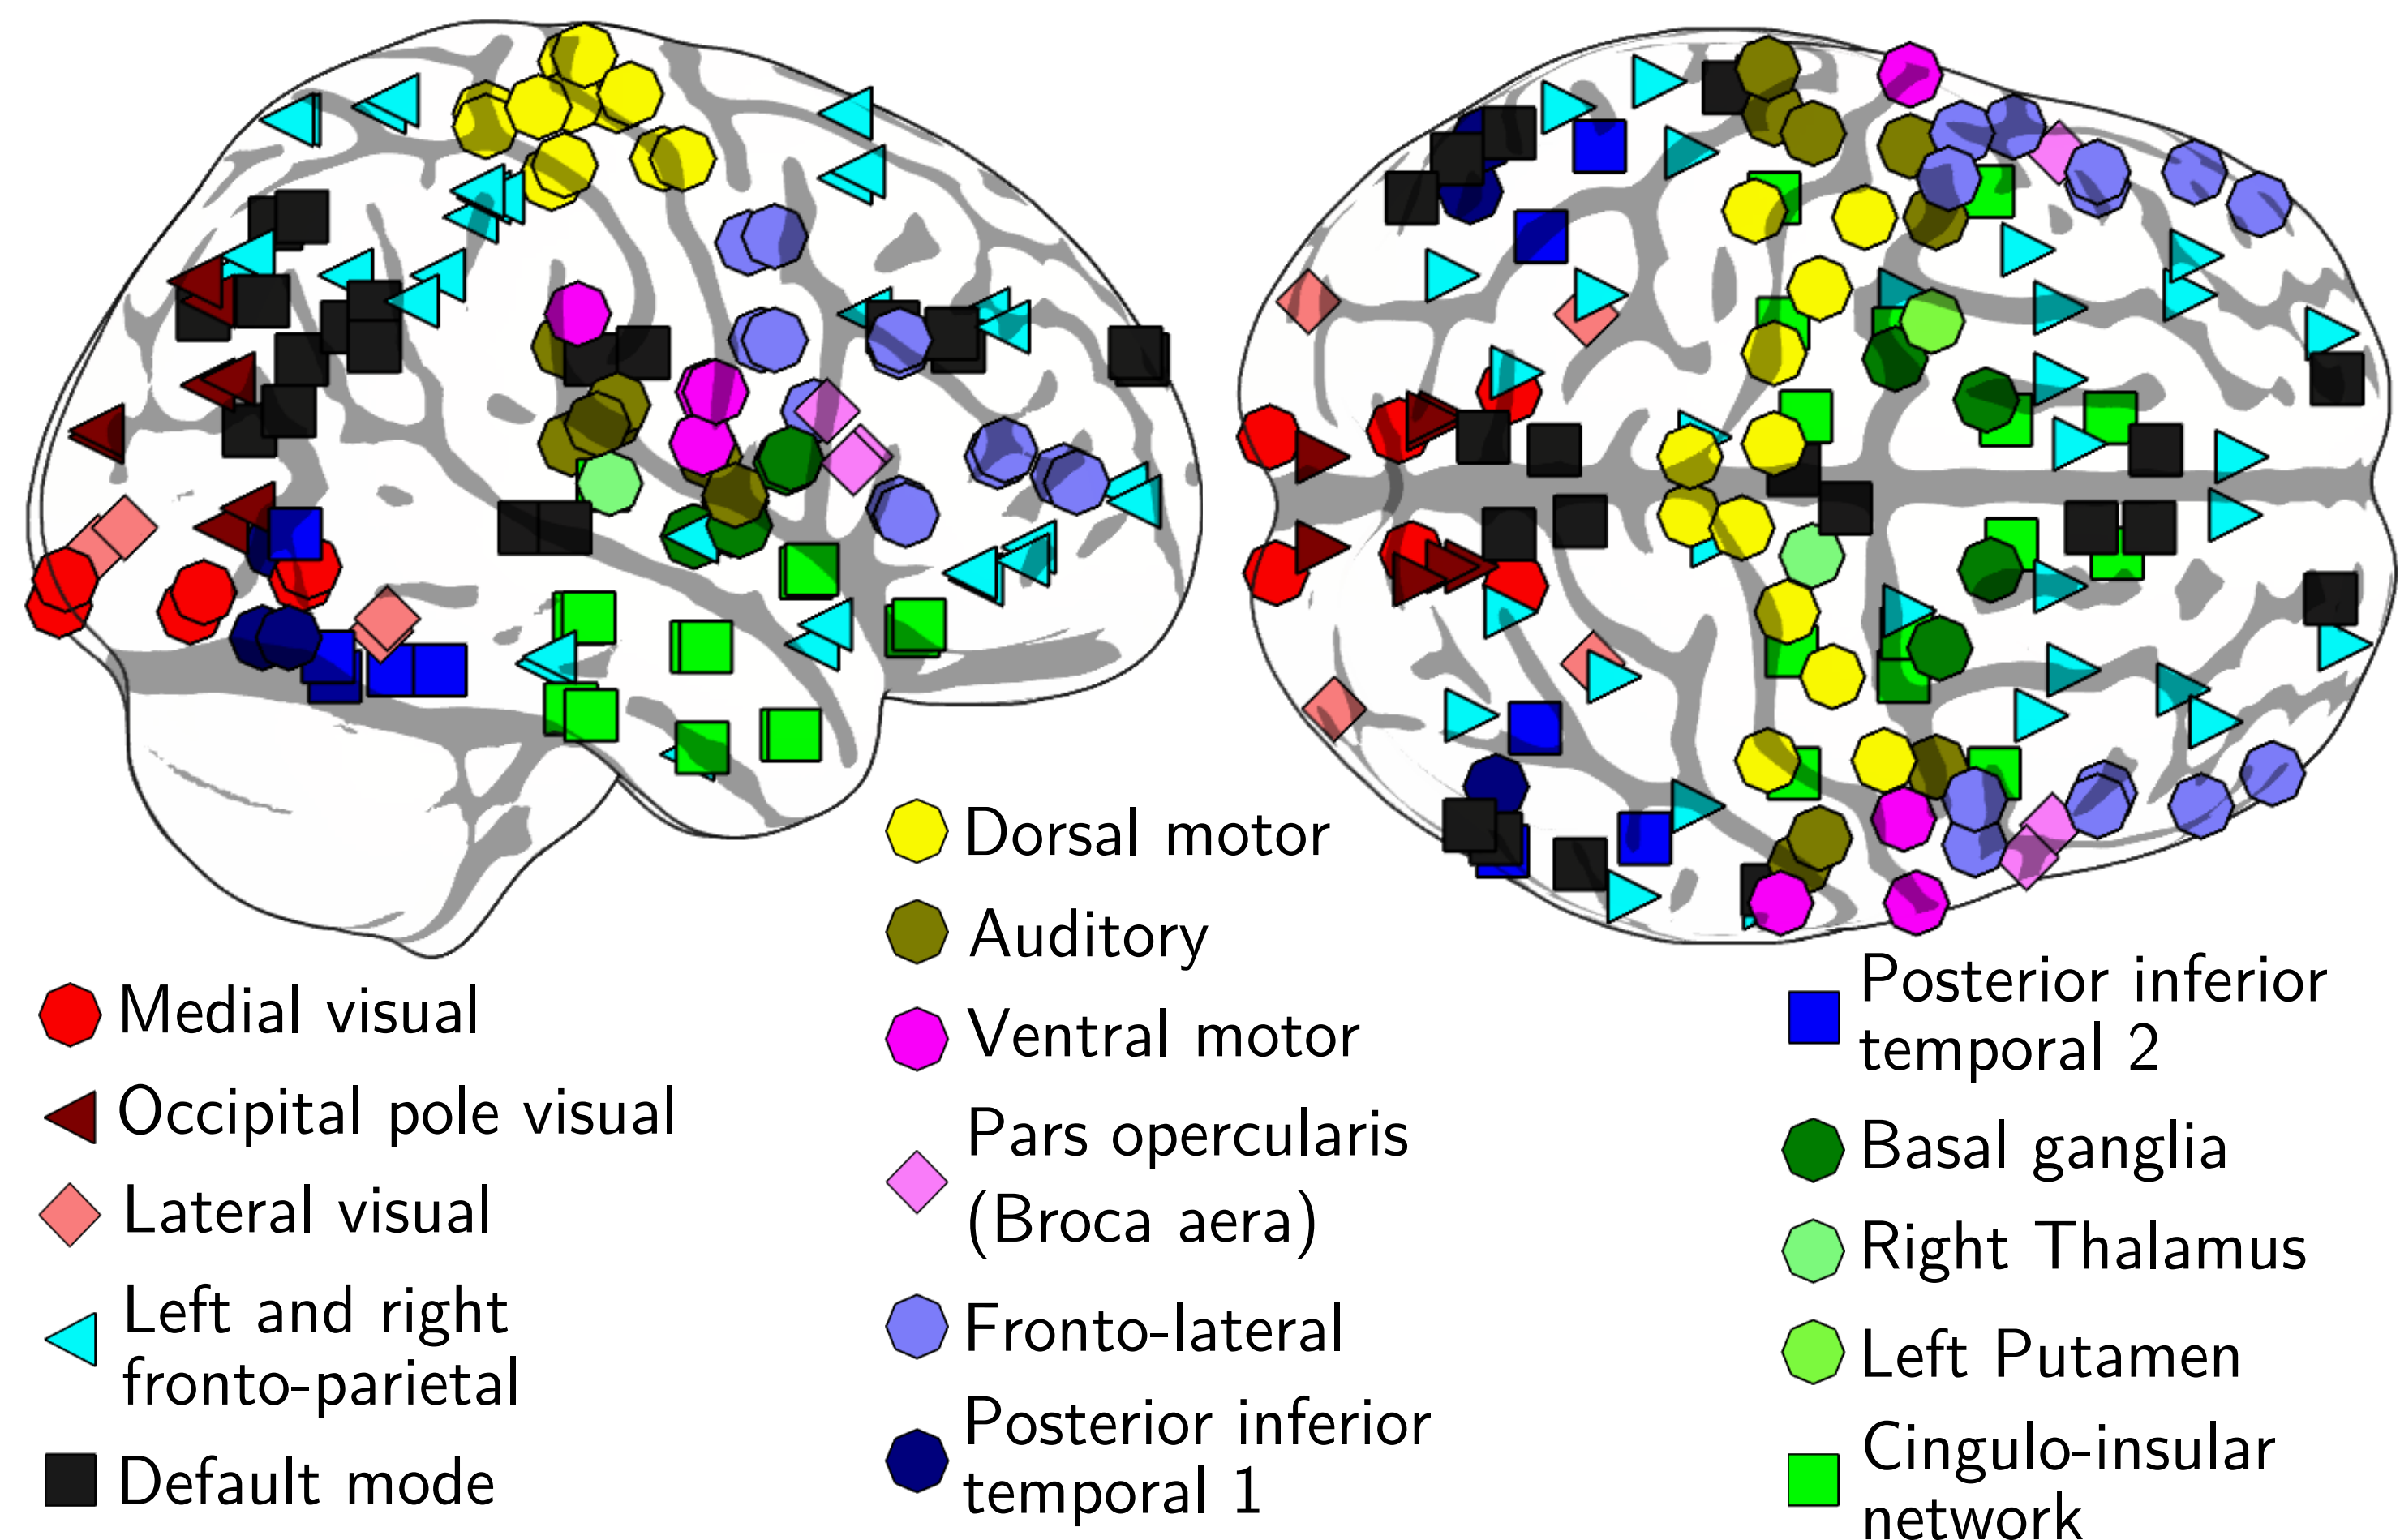 Medial visual
Occipital pole visual
Lateral visual
Left and right
fronto-parietal
Default mode
Dorsal motor
Auditory
Ventral motor
Pars opercularis
(Broca aera)
Fronto-lateral
Posterior inferior
temporal 1
Posterior inferior
temporal 2
Basal ganglia
Right Thalamus
Left Putamen
Cingulo-insular
network